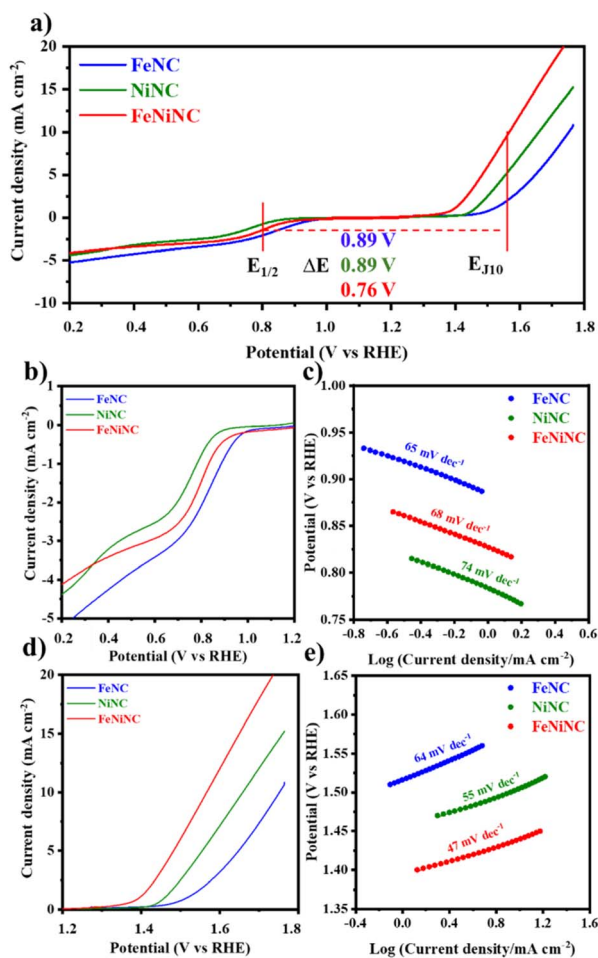 a)
20
15
10
5
0
-5
-10
Current density (mA cm⁻²)
FeNC
NiNC
FeNiNC
E1/2
ΔE
0.89 V
0.89 V
0.76 V
EJ10
0.2 0.4 0.6 0.8 1.0 1.2 1.4 1.6 1.8
Potential (V vs RHE)
b)
1
0
-1
-2
-3
-4
-5
Current density (mA cm⁻²)
FeNC
NiNC
FeNiNC
0.2 0.4 0.6 0.8 1.0 1.2
Potential (V vs RHE)
c)
1.00
0.95
0.90
0.85
0.80
0.75
Potential (V vs RHE)
FeNC
NiNC
FeNiNC
65 mV dec⁻¹
68 mV dec⁻¹
74 mV dec⁻¹
-0.8 -0.4 0.0 0.4 0.8
Log (Current density/mA cm⁻²)
d)
20
15
10
5
0
Current density (mA cm⁻²)
FeNC
NiNC
FeNiNC
1.2 1.4 1.6 1.8
Potential (V vs RHE)
e)
1.65
1.60
1.55
1.50
1.45
1.40
1.35
Potential (V vs RHE)
FeNC
NiNC
FeNiNC
64 mV dec⁻¹
55 mV dec⁻¹
47 mV dec⁻¹
0.0 0.4 0.8 1.2 1.6
Log (Current density/mA cm⁻²)